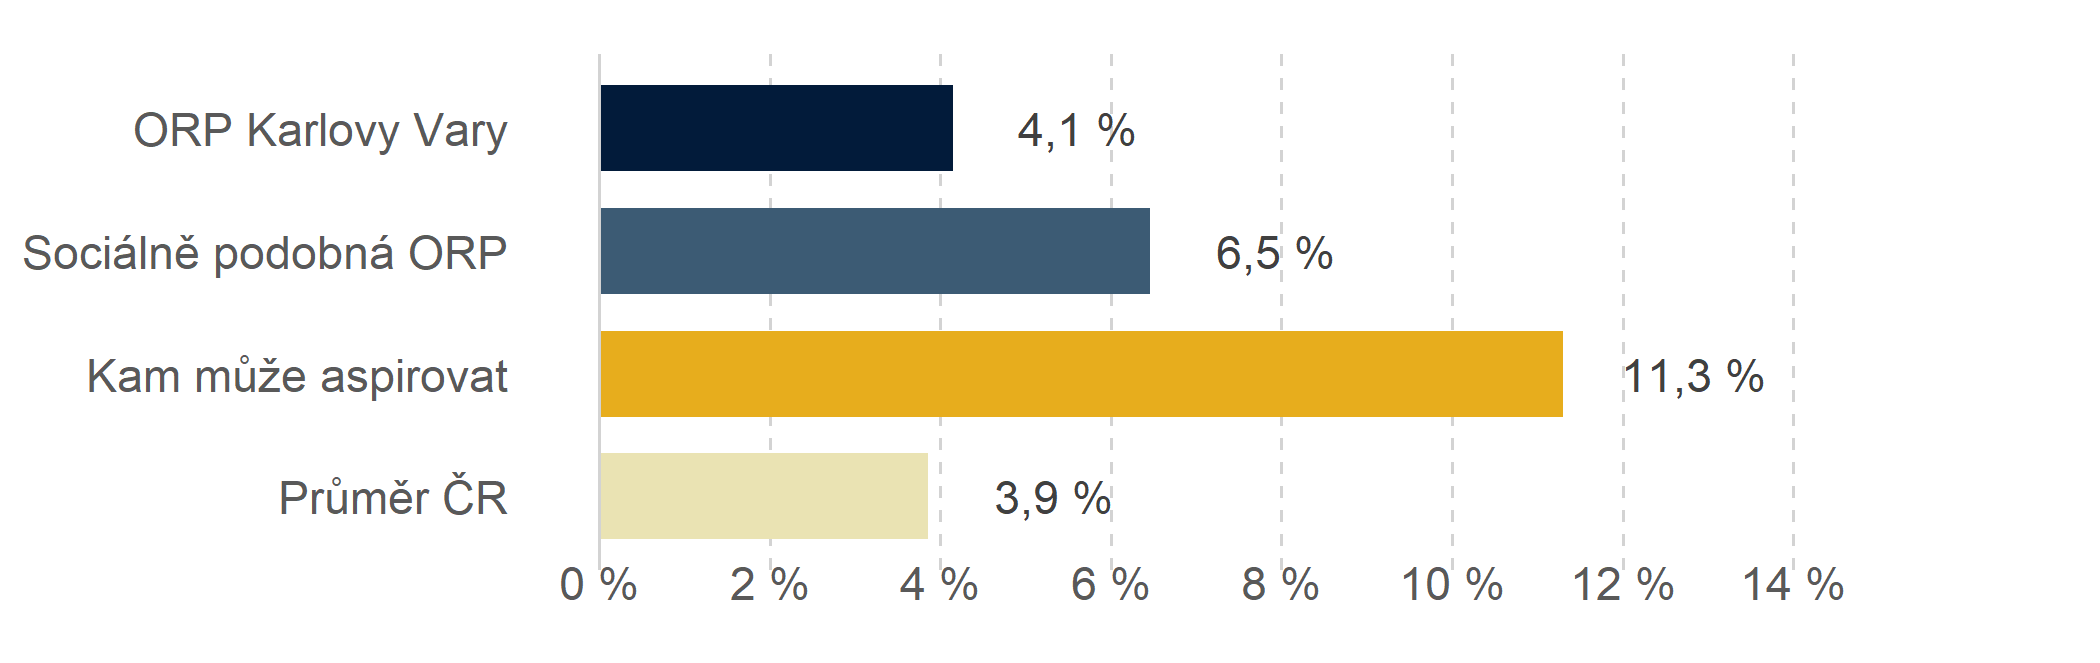 ORP Karlovy Vary 4,1 %
Sociálně podobná ORP 6,5 %
Kam může aspirovat 11,3 %
Průměr ČR 3,9 %
0 % 2 % 4 % 6 % 8 % 10 % 12 % 14 %